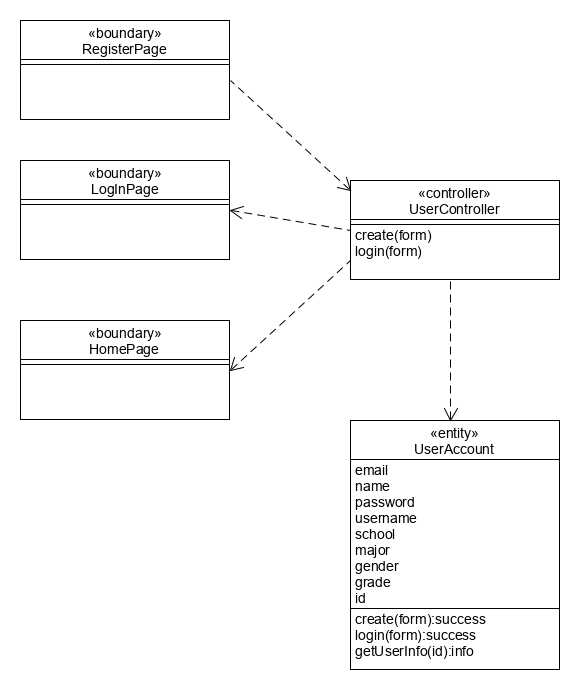 «boundary»
RegisterPage
«boundary»
LogInPage
«controller»
UserController
create(form)
login(form)
«boundary»
HomePage
«entity»
UserAccount
email
name
password
username
school
major
gender
grade
id
create(form):success
login(form):success
getUserInfo(id):info